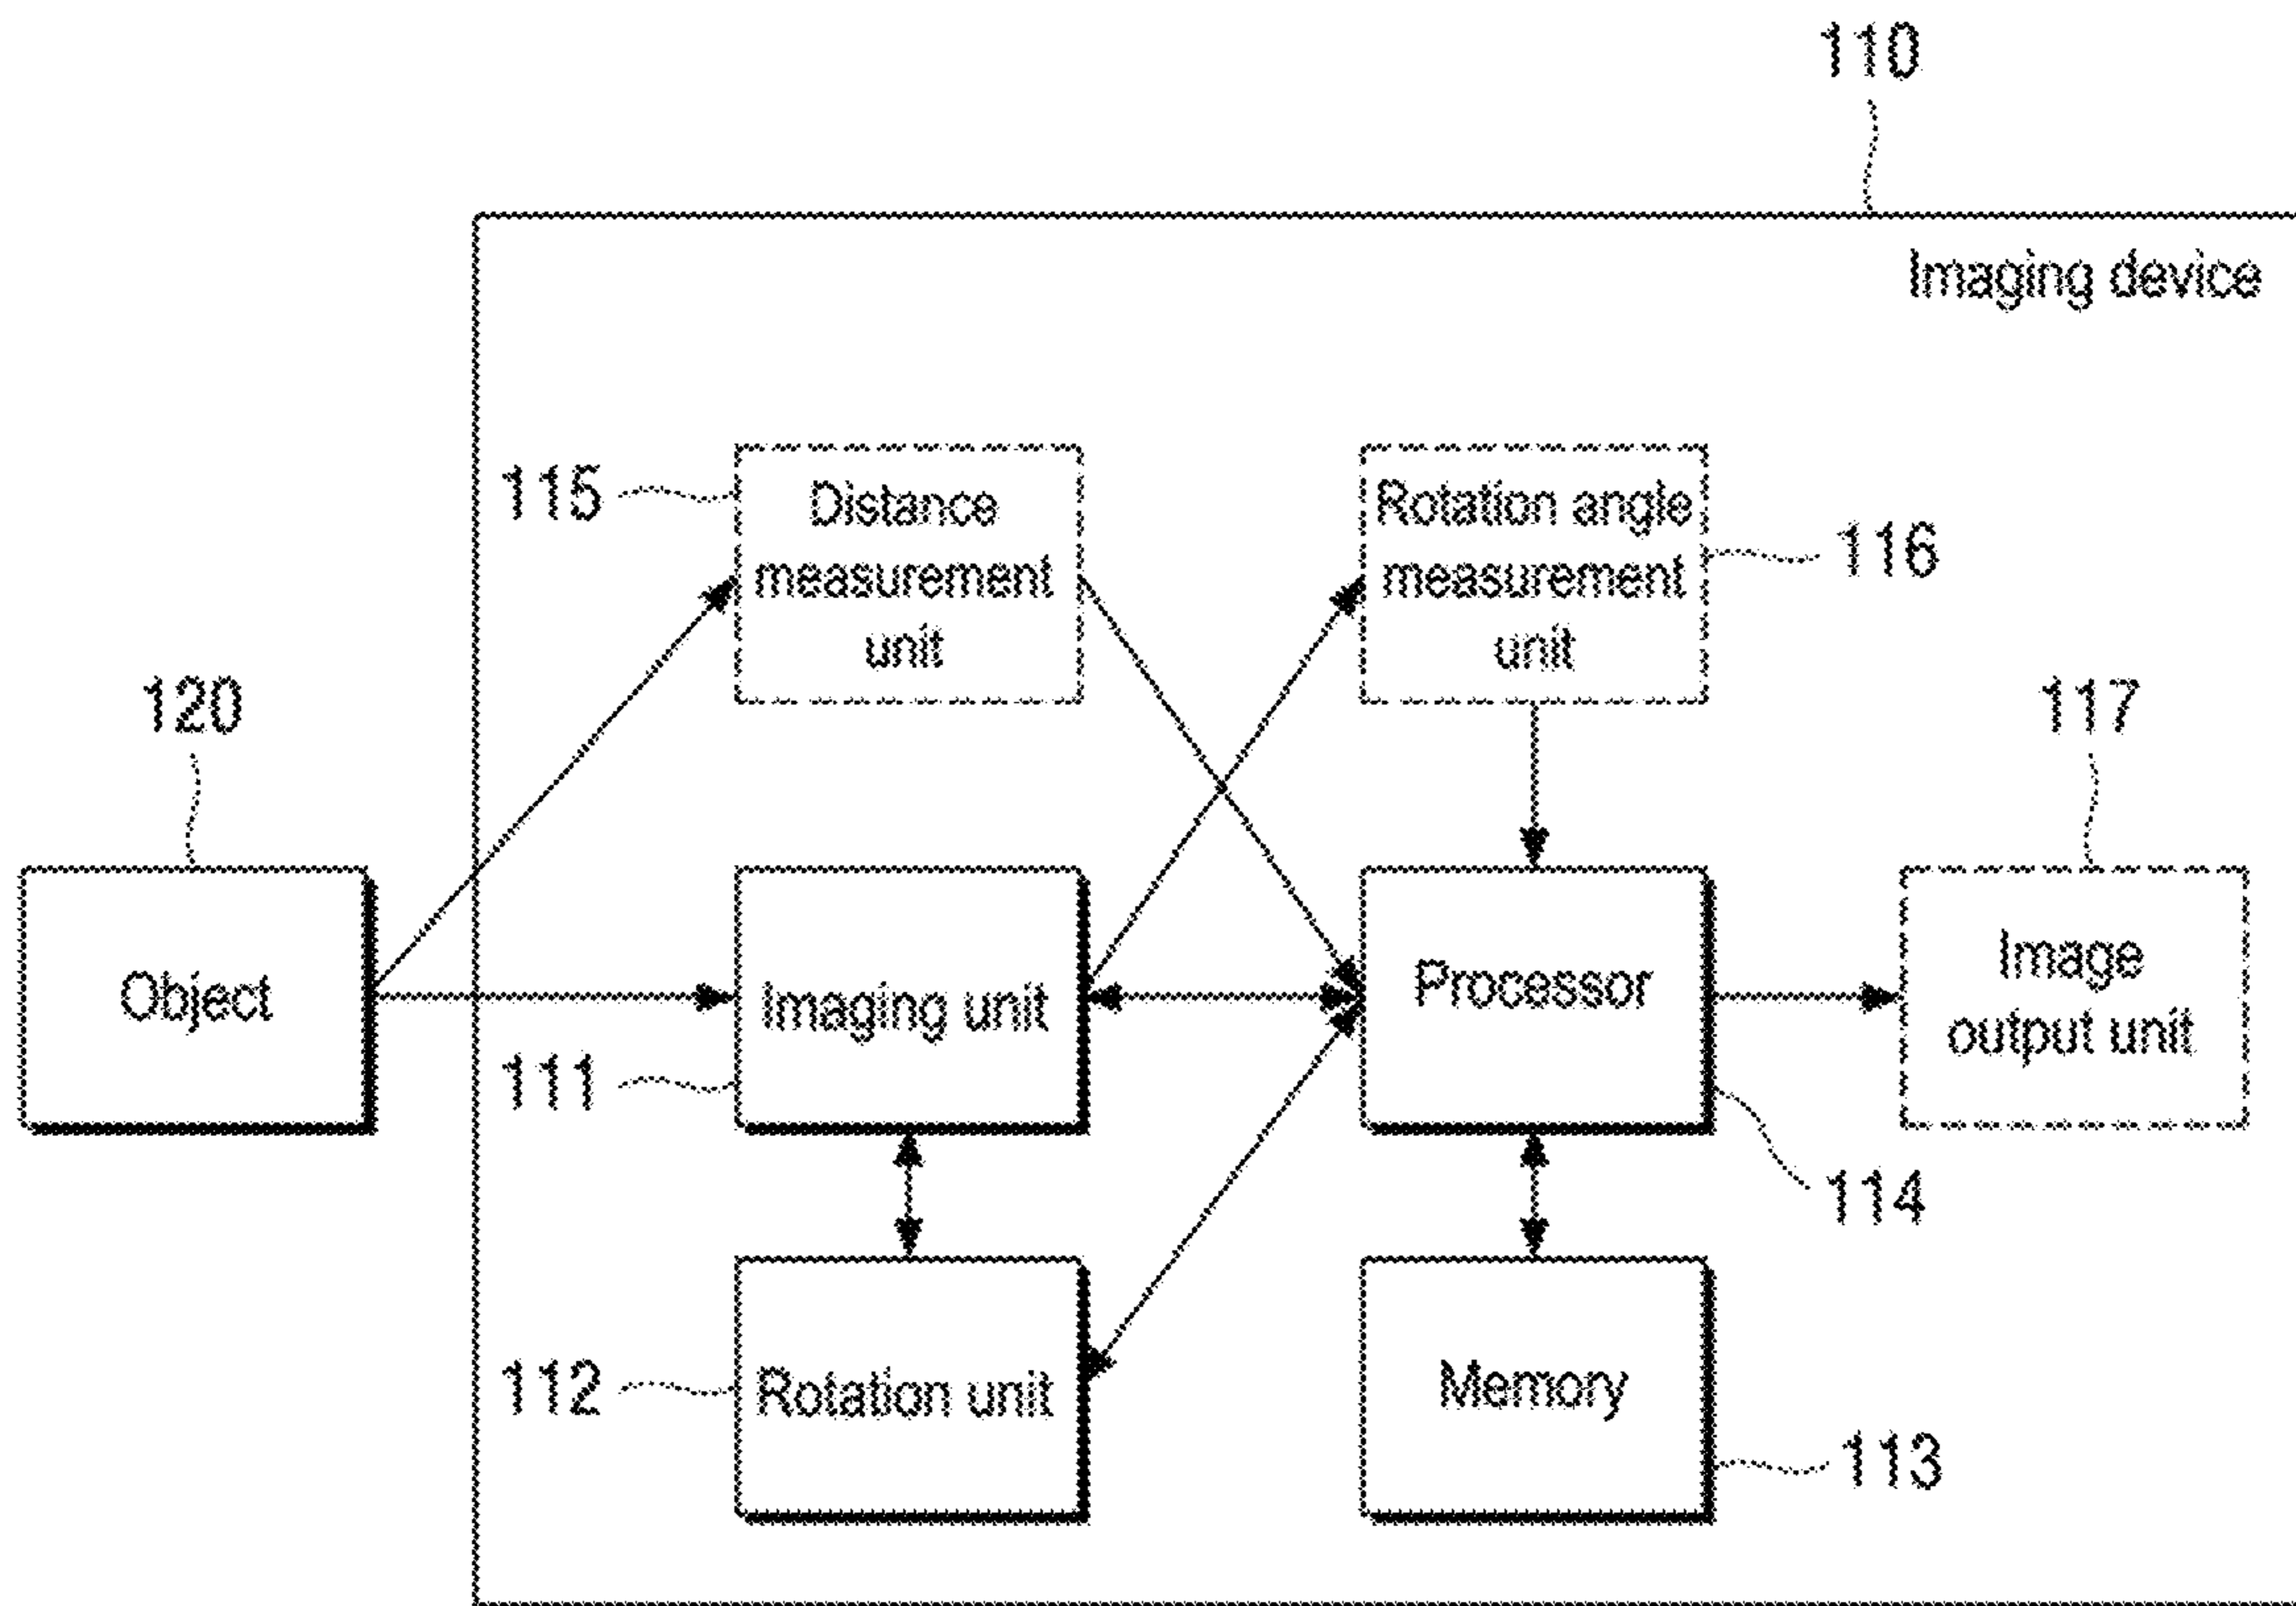 110
Imaging device
115
Distance
measurement
unit
Rotation angle
measurement
unit
116
120
117
Object
Imaging unit
Processor
Image
output unit
111
114
112
Rotation unit
Memory
113